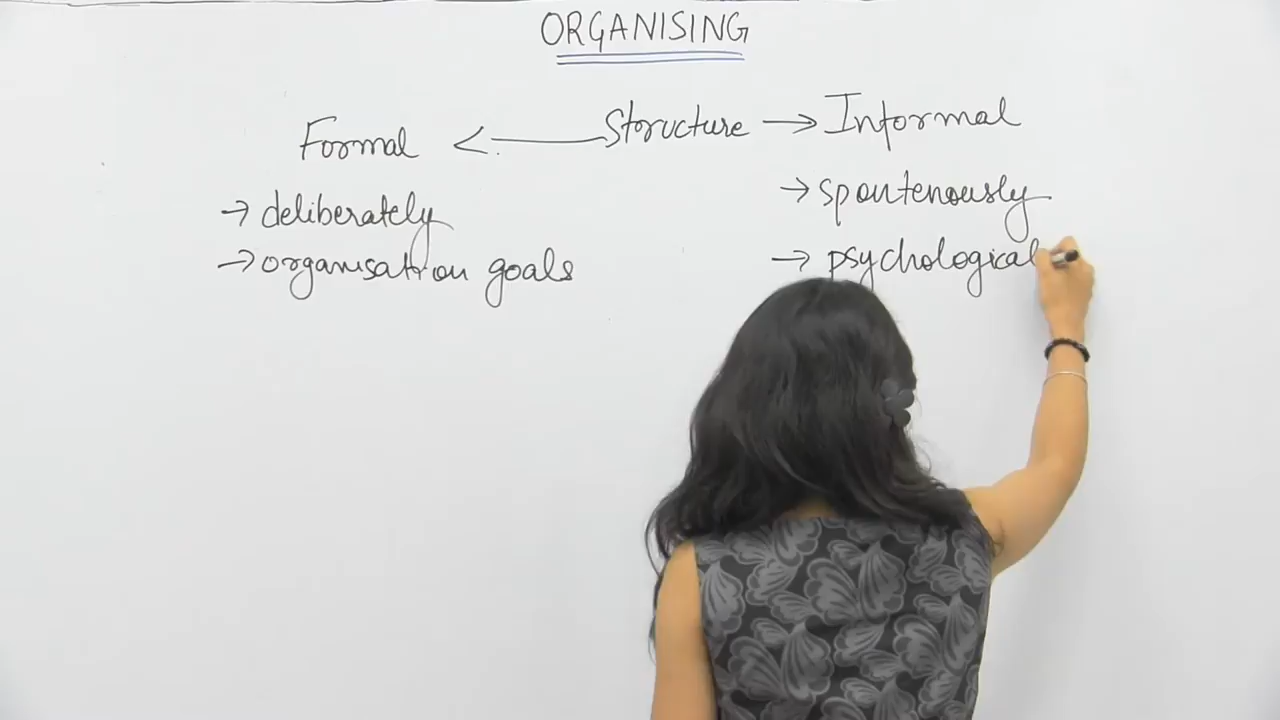 ORGANISING
Formal <—— Structure → Informal
→ deliberately
→ organisation goals
→ spontenously
→ psychological